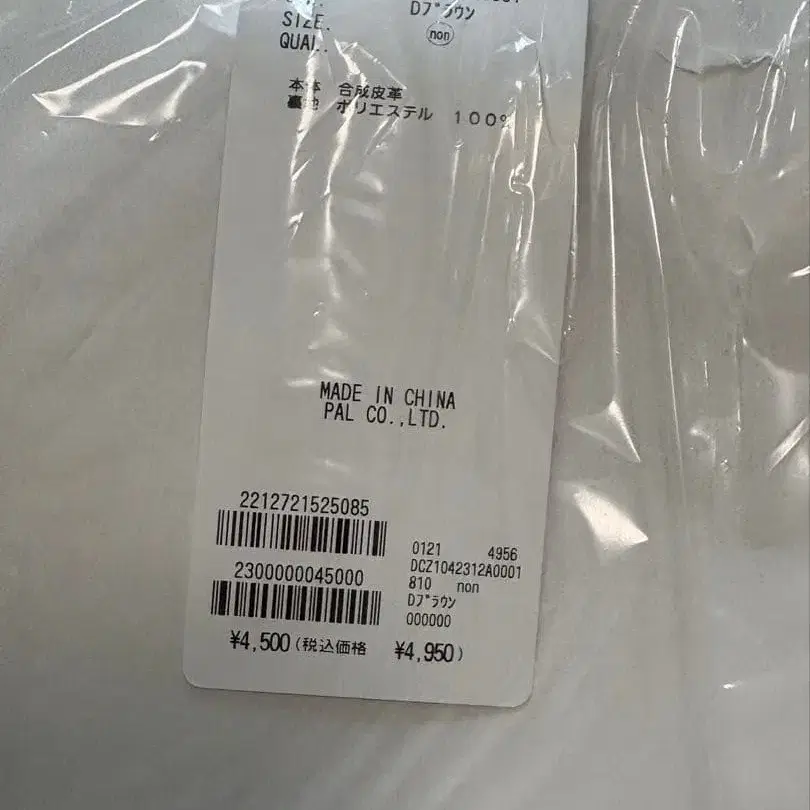 Dﾌﾞﾗｳﾝ
SIZE.
non
QUAL.
本体 合成皮革
裏地 ポリエステル 100%
MADE IN CHINA
PAL CO.,LTD.
2212721525085
2300000045000
0121 4956
DCZ1042312A0001
810 non
Dﾌﾞﾗｳﾝ
000000
¥4,500(税込価格 ¥4,950)